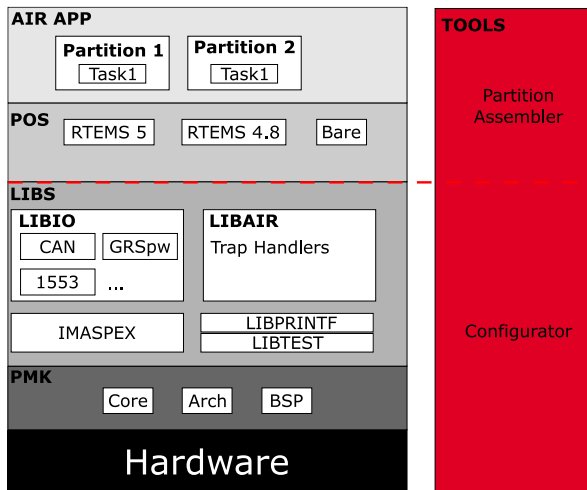 AIR APP
Partition 1
Task1
Partition 2
Task1
POS
RTEMS 5
RTEMS 4.8
Bare
LIBS
LIBIO
CAN
GRSpw
1553
...
LIBAIR
Trap Handlers
IMASPEX
LIBPRINTF
LIBTEST
PMK
Core
Arch
BSP
Hardware
TOOLS
Partition
Assembler
Configurator